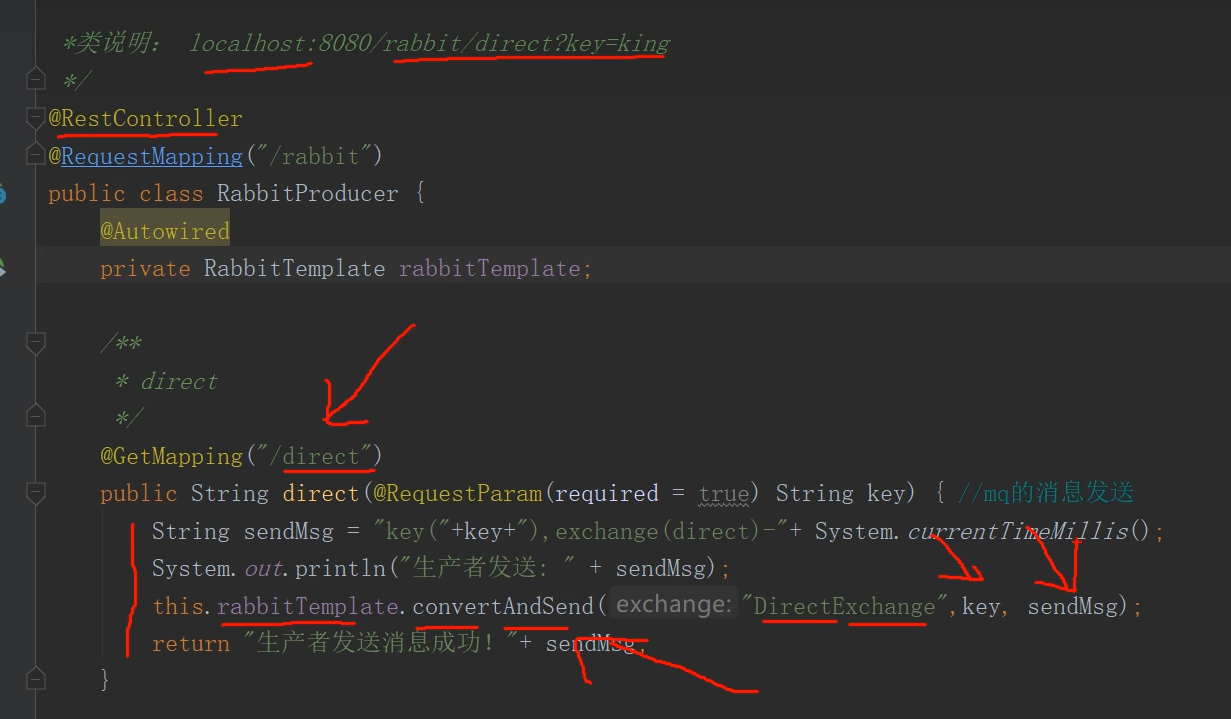 *类说明： localhost:8080/rabbit/direct?key=king
*/
@RestController
@RequestMapping("/rabbit")
public class RabbitProducer {
@Autowired
private RabbitTemplate rabbitTemplate;
/**
* direct
*/
@GetMapping("/direct")
public String direct(@RequestParam(required = true) String key) { //mq的消息发送
String sendMsg = "key("+key+"),exchange(direct)-"+ System.currentTimeMillis();
System.out.println("生产者发送: " + sendMsg);
this.rabbitTemplate.convertAndSend( exchange: "DirectExchange",key, sendMsg);
return "生产者发送消息成功! "+ sendMsg;
}